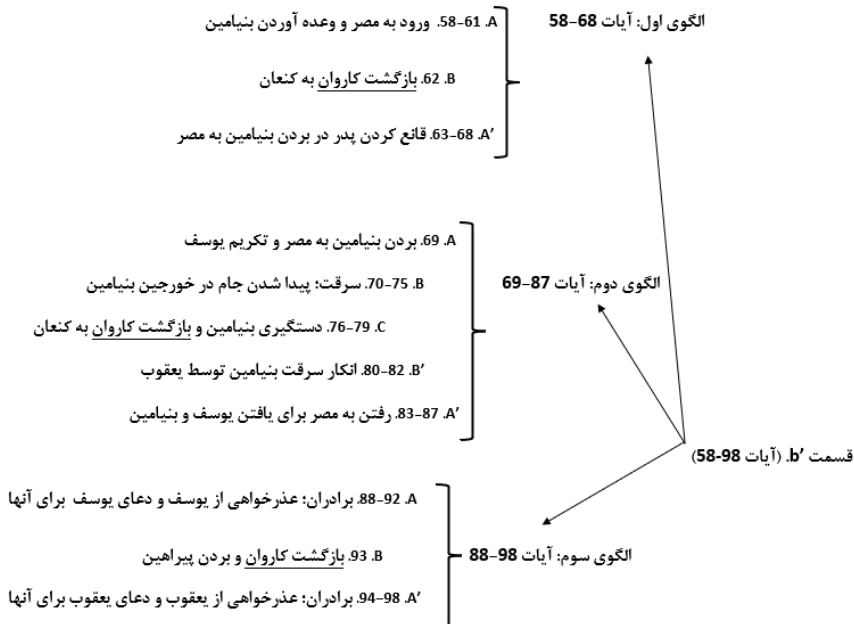 الگوی اول: آیات 58-68
A. 58-61. ورود به مصر و وعده آوردن بنیامین
B. 62. بازگشت کاروان به کنعان
A’. 63-68. قانع کردن پدر در بردن بنیامین به مصر
الگوی دوم: آیات 69-87
A. 69. بردن بنیامین به مصر و تکریم یوسف
B. 70-75. سرقت؛ پیدا شدن جام در خورجین بنیامین
C. 76-79. دستگیری بنیامین و بازگشت کاروان به کنعان
B’. 80-82. انکار سرقت بنیامین توسط یعقوب
A’. 83-87. رفتن به مصر برای یافتن یوسف و بنیامین
قسمت b’. (آیات 58-98)
الگوی سوم: آیات 88-98
A. 88-92. برادران؛ عذرخواهی از یوسف و دعای یوسف برای آنها
B. 93. بازگشت کاروان و بردن پیراهین
A’. 94-98. برادران؛ عذرخواهی از یعقوب و دعای یعقوب برای آنها